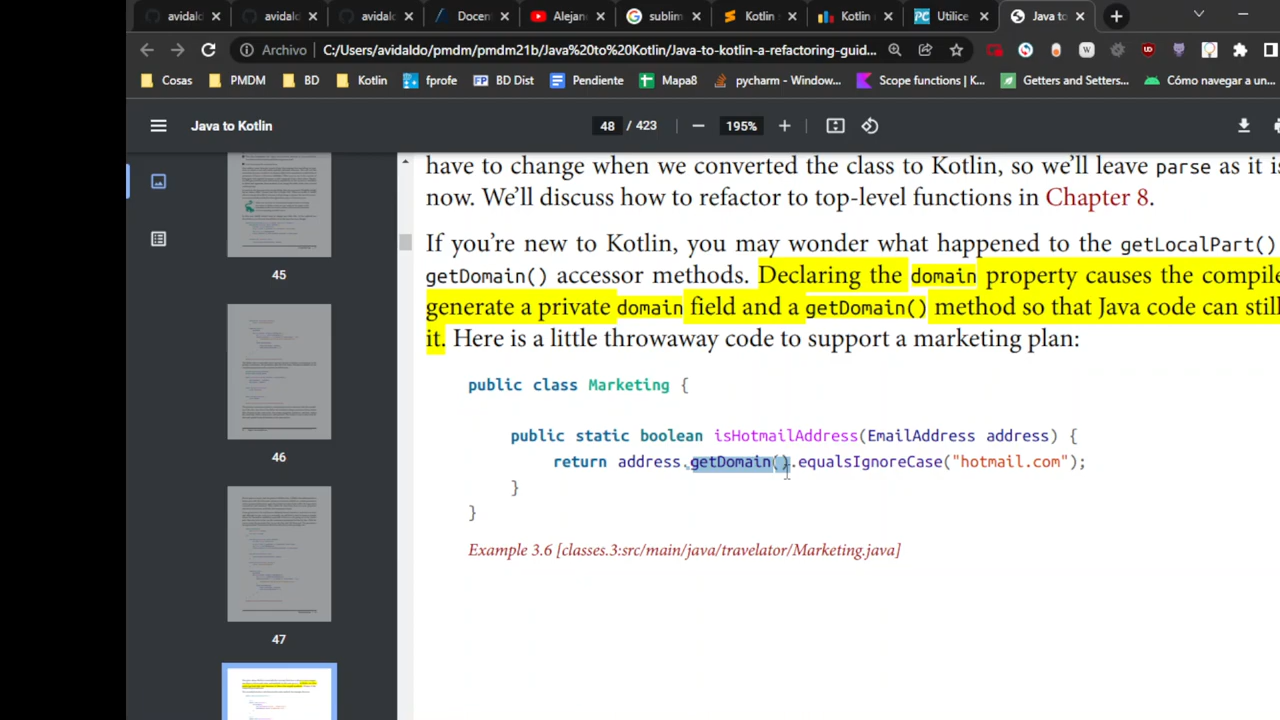 avidaldo
avidaldo
avidaldo
Docent
Alejan
sublim
Kotlin
Kotlin
Utilice
Java to
Archivo
C:/Users/avidaldo/pmdm/pmdm21b/Java%20to%20Kotlin/Java-to-kotlin-a-refactoring-guid...
Cosas
PMDM
BD
Kotlin
fprofe
BD Dist
Pendiente
Mapa8
pycharm - Window...
Scope functions | K...
Getters and Setters...
Cómo navegar a un...
Java to Kotlin
48 / 423
195%
45
46
47
have to change when we converted the class to Kotlin, so we’ll leave parse as it is
now. We’ll discuss how to refactor to top-level functions in Chapter 8.
If you’re new to Kotlin, you may wonder what happened to the getLocalPart()
getDomain() accessor methods. Declaring the domain property causes the compile
generate a private domain field and a getDomain() method so that Java code can still
it. Here is a little throwaway code to support a marketing plan:
public class Marketing {
public static boolean isHotmailAddress(EmailAddress address) {
return address.getDomain().equalsIgnoreCase("hotmail.com");
}
}
Example 3.6 [classes.3:src/main/java/travelator/Marketing.java]